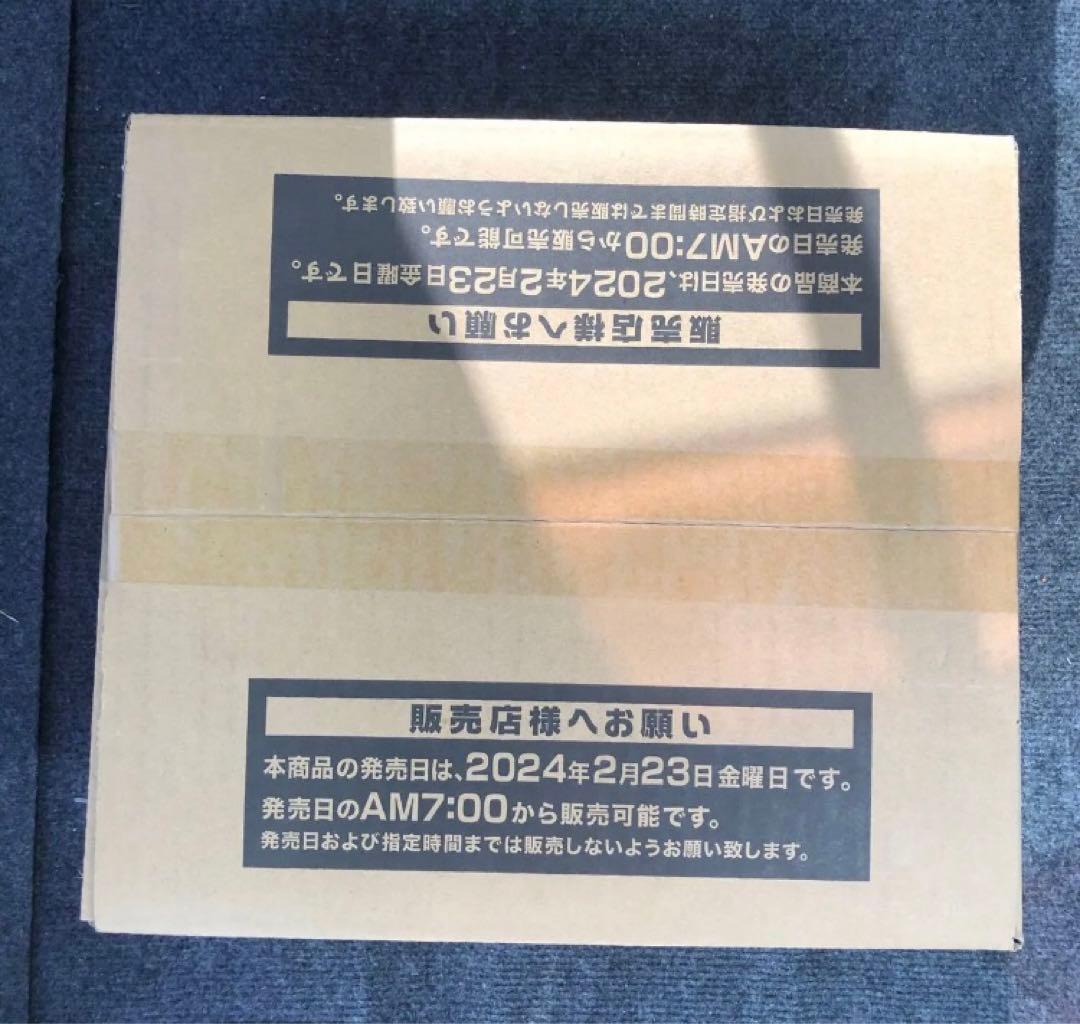 販売店様へお願い
本商品の発売日は、2024年2月23日金曜日です。
発売日のAM7:00から販売可能です。
発売日および指定時間までは販売しないようお願い致します。
販売店様へお願い
本商品の発売日は、2024年2月23日金曜日です。
発売日のAM7:00から販売可能です。
発売日および指定時間までは販売しないようお願い致します。